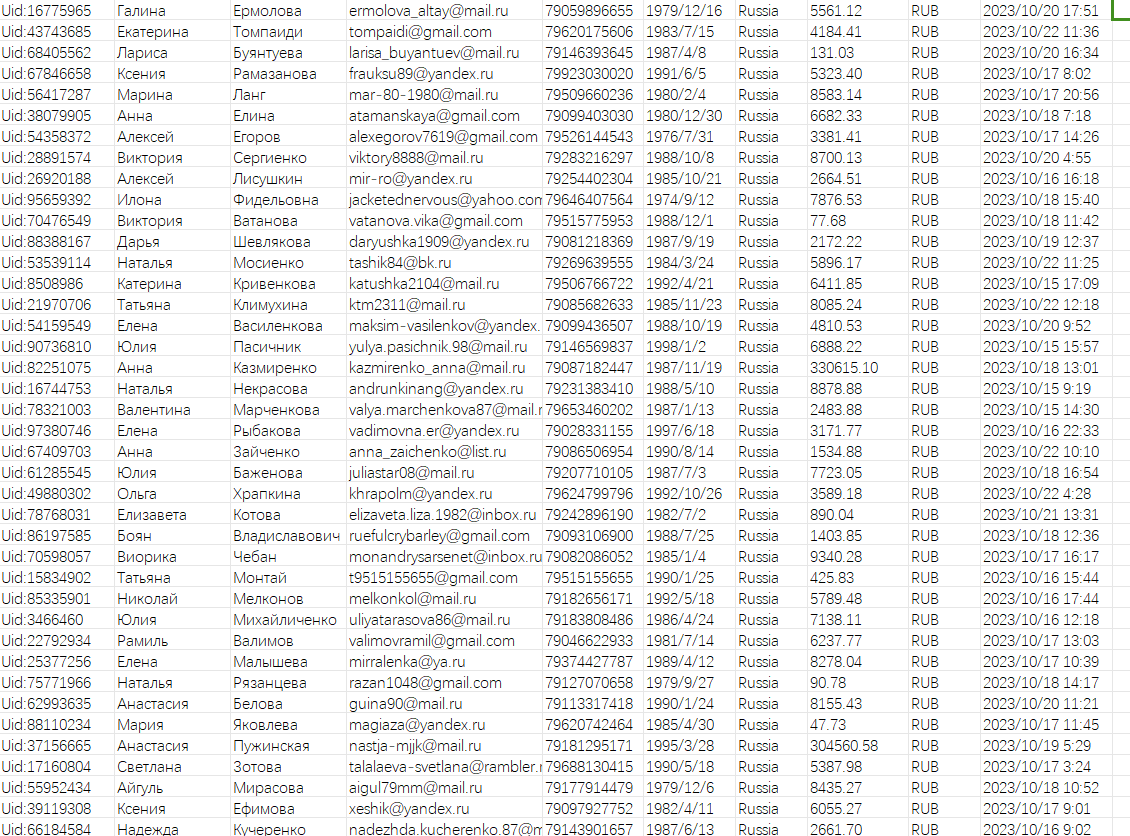 Uid:16775965 Галина Ермолова ermolova_altay@mail.ru 79059896655 1979/12/16 Russia 5561.12 RUB 2023/10/20 17:51
Uid:43743685 Екатерина Томпаиди tompaidi@gmail.com 79620175606 1983/7/15 Russia 4184.41 RUB 2023/10/22 11:36
Uid:68405562 Лариса Буянтуева larisa_buyantuev@mail.ru 79146393645 1987/4/8 Russia 131.03 RUB 2023/10/20 16:34
Uid:67846658 Ксения Рамазанова frauksu89@yandex.ru 79923030020 1991/6/5 Russia 5323.40 RUB 2023/10/17 8:02
Uid:56417287 Марина Ланг mar-80-1980@mail.ru 79509660236 1980/2/4 Russia 8583.14 RUB 2023/10/17 20:56
Uid:38079905 Анна Елина atamanskaya@gmail.com 79099403030 1980/12/30 Russia 6682.33 RUB 2023/10/18 7:18
Uid:54358372 Алексей Егоров alexegorov7619@gmail.com 79526144543 1976/7/31 Russia 3381.41 RUB 2023/10/17 14:26
Uid:28891574 Виктория Сергиенко viktory8888@mail.ru 79283216297 1988/10/8 Russia 8700.13 RUB 2023/10/20 4:55
Uid:26920188 Алексей Лисушкин mir-ro@yandex.ru 79254402304 1985/10/21 Russia 2664.51 RUB 2023/10/16 16:18
Uid:95659392 Илона Фидельовна jacketednervous@yahoo.com 79646407564 1974/9/12 Russia 7876.53 RUB 2023/10/18 15:40
Uid:70476549 Виктория Ватанова vatanova.vika@gmail.com 79515775953 1988/12/1 Russia 77.68 RUB 2023/10/18 11:42
Uid:88388167 Дарья Шевлякова daryushka1909@yandex.ru 79081218369 1987/9/19 Russia 2172.22 RUB 2023/10/19 12:37
Uid:53539114 Наталья Мосиенко tashik84@bk.ru 79269639555 1984/3/24 Russia 5896.17 RUB 2023/10/22 11:25
Uid:8508986 Катерина Кривенкова katushka2104@mail.ru 79506766722 1992/4/21 Russia 6411.85 RUB 2023/10/15 17:09
Uid:21970706 Татьяна Климухина ktm2311@mail.ru 79085682633 1985/11/23 Russia 8085.24 RUB 2023/10/22 12:18
Uid:54159549 Елена Василенкова maksim-vasilenkov@yandex. 79099436507 1988/10/19 Russia 4810.53 RUB 2023/10/20 9:52
Uid:90736810 Юлия Пасичник yulya.pasichnik.98@mail.ru 79146569837 1998/1/2 Russia 6888.22 RUB 2023/10/15 15:57
Uid:82251075 Анна Казмиренко kazmirenko_anna@mail.ru 79087182447 1987/11/19 Russia 330615.10 RUB 2023/10/18 13:01
Uid:16744753 Наталья Некрасова andrunkinang@yandex.ru 79231383410 1988/5/10 Russia 8878.88 RUB 2023/10/15 9:19
Uid:78321003 Валентина Марченкова valya.marchenkova87@mail.r 79653460202 1987/1/13 Russia 2483.88 RUB 2023/10/15 14:30
Uid:97380746 Елена Рыбакова vadimovna.er@yandex.ru 79028331155 1997/6/18 Russia 3171.77 RUB 2023/10/16 22:33
Uid:67409703 Анна Зайченко anna_zaichenko@list.ru 79086506954 1990/8/14 Russia 1534.88 RUB 2023/10/22 10:10
Uid:61285545 Юлия Баженова juliastar08@mail.ru 79207710105 1987/7/3 Russia 7723.05 RUB 2023/10/18 16:54
Uid:49880302 Ольга Храпкина khrapolm@yandex.ru 79624799796 1992/10/26 Russia 3589.18 RUB 2023/10/22 4:28
Uid:78768031 Елизавета Котова elizaveta.liza.1982@inbox.ru 79242896190 1982/7/2 Russia 890.04 RUB 2023/10/21 13:31
Uid:86197585 Боян Владиславович ruefulcrybarley@gmail.com 79093106900 1988/7/25 Russia 1403.85 RUB 2023/10/18 12:36
Uid:70598057 Виорика Чебан monandrysarsenet@inbox.ru 79082086052 1985/1/4 Russia 9340.28 RUB 2023/10/17 16:17
Uid:15834902 Татьяна Монтай t9515155655@gmail.com 79515155655 1990/1/25 Russia 425.83 RUB 2023/10/16 15:44
Uid:85335901 Николай Мелконов melkonkol@mail.ru 79182656171 1992/5/18 Russia 5789.48 RUB 2023/10/16 17:44
Uid:3466460 Юлия Михайличенко uliyatarasova86@mail.ru 79183808486 1986/4/24 Russia 7138.11 RUB 2023/10/16 12:18
Uid:22792934 Рамиль Валимов valimovramil@gmail.com 79046622933 1981/7/14 Russia 6237.77 RUB 2023/10/17 13:03
Uid:25377256 Елена Малышева mirralenka@ya.ru 79374427787 1989/4/12 Russia 8278.04 RUB 2023/10/17 10:39
Uid:75771966 Наталья Рязанцева razan1048@gmail.com 79127070658 1979/9/27 Russia 90.78 RUB 2023/10/18 14:17
Uid:62993635 Анастасия Белова guina90@mail.ru 79113317418 1990/1/24 Russia 8155.43 RUB 2023/10/20 11:21
Uid:88110234 Мария Яковлева magiaza@yandex.ru 79620742464 1985/4/30 Russia 47.73 RUB 2023/10/17 11:45
Uid:37156665 Анастасия Пужинская nastja-mjjk@mail.ru 79181295171 1995/3/28 Russia 304560.58 RUB 2023/10/19 5:29
Uid:17160804 Светлана Зотова talalaeva-svetlana@rambler.r 79688130415 1990/5/18 Russia 5387.98 RUB 2023/10/17 3:24
Uid:55952434 Айгуль Мирасова aigul79mm@mail.ru 79177914479 1979/12/6 Russia 8435.27 RUB 2023/10/18 10:52
Uid:39119308 Ксения Ефимова xeshik@yandex.ru 79097927752 1982/4/11 Russia 6055.27 RUB 2023/10/17 9:01
Uid:66184584 Надежда Кучеренко nadezhda.kucherenko.87@m 79143901657 1987/6/13 Russia 2661.70 RUB 2023/10/16 9:02